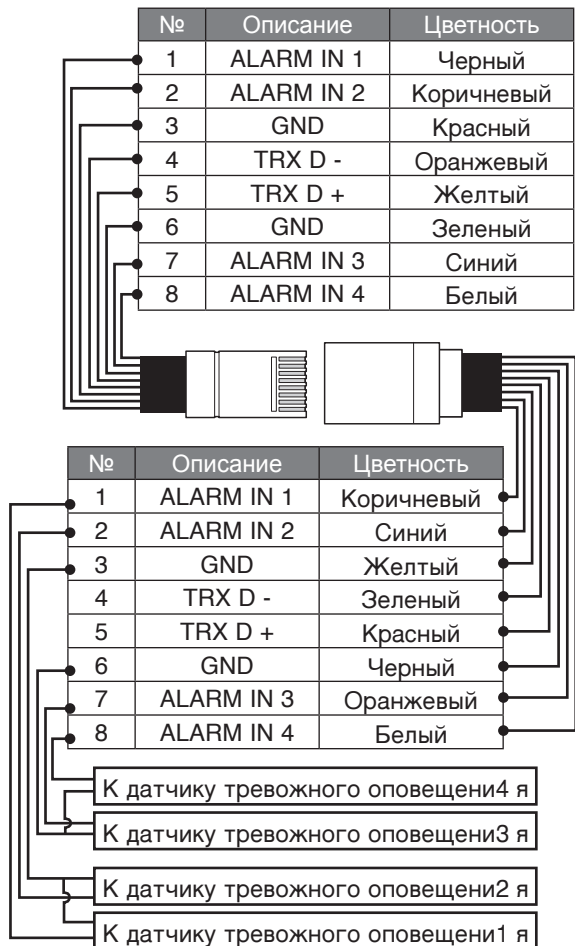 № Описание Цветность
1 ALARM IN 1 Черный
2 ALARM IN 2 Коричневый
3 GND Красный
4 TRX D - Оранжевый
5 TRX D + Желтый
6 GND Зеленый
7 ALARM IN 3 Синий
8 ALARM IN 4 Белый
№ Описание Цветность
1 ALARM IN 1 Коричневый
2 ALARM IN 2 Синий
3 GND Желтый
4 TRX D - Зеленый
5 TRX D + Красный
6 GND Черный
7 ALARM IN 3 Оранжевый
8 ALARM IN 4 Белый
К датчику тревожного оповещени4 я
К датчику тревожного оповещени3 я
К датчику тревожного оповещени2 я
К датчику тревожного оповещени1 я